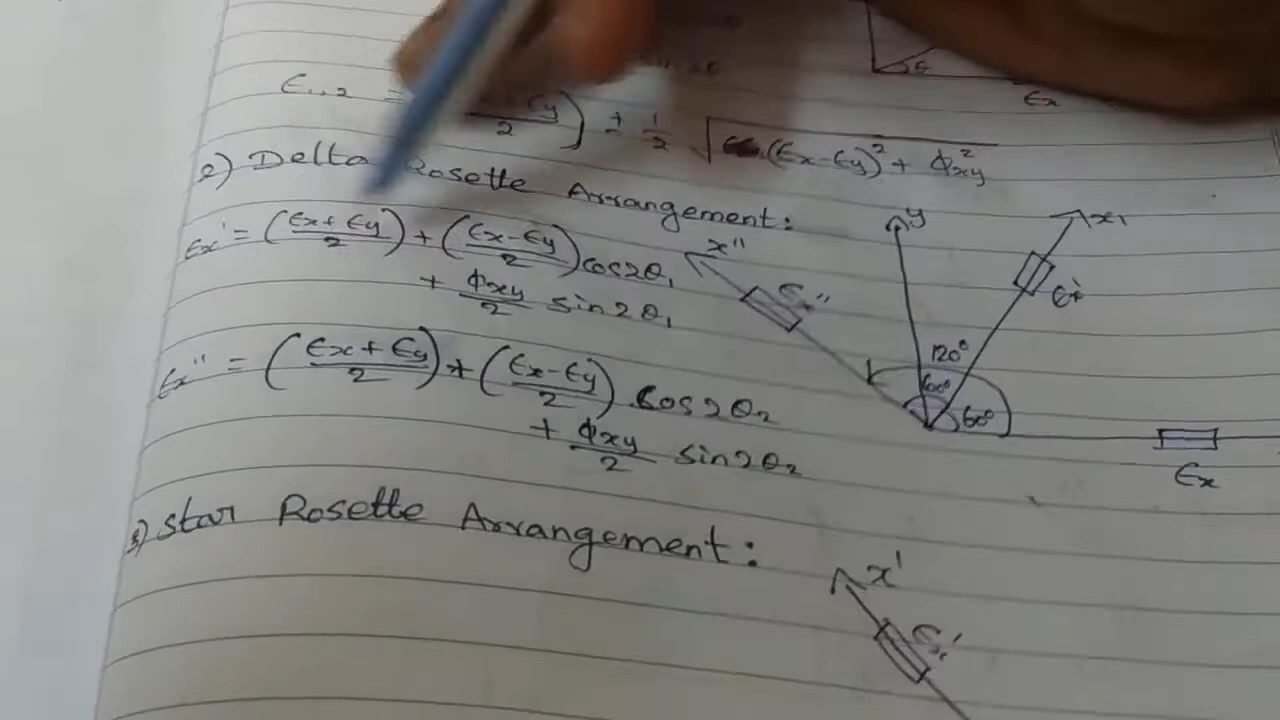 Ɛx
ϵ₁,₂ = ϵy)/2) ± 1/2 √((ϵx-ϵy)² + ϕxy²)
2) Delta Rosette Arrangement:
ϵx' = ((ϵx+ϵy)/2) + ((ϵx-ϵy)/2) cos2θ₁
+ ϕxy/2 sin2θ₁
ϵx'' = ((ϵx+ϵy)/2) + ((ϵx-ϵy)/2) cos2θ₂
+ ϕxy/2 sin2θ₂
y
x₁
x''
ϵx''
120°
60°
60°
ϵx
3) Star Rosette Arrangement:
x'
ϵx'